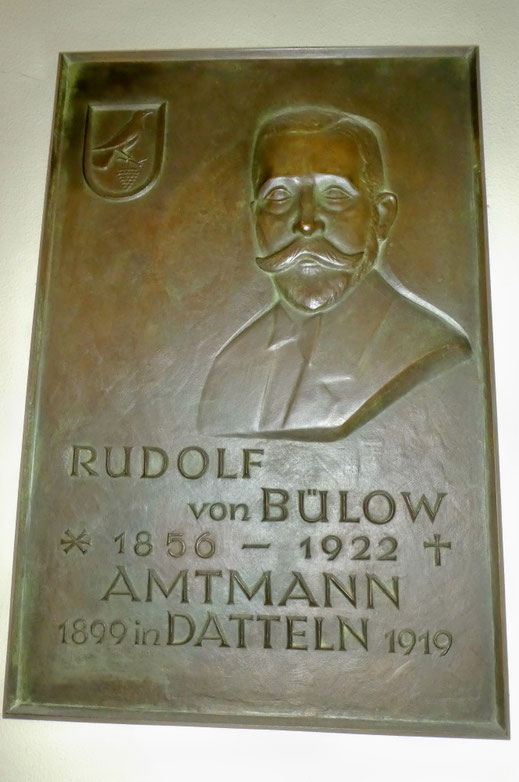 RUDOLF
von BÜLOW
* 1856 – 1922 †
AMTMANN
1899 in DATTELN 1919